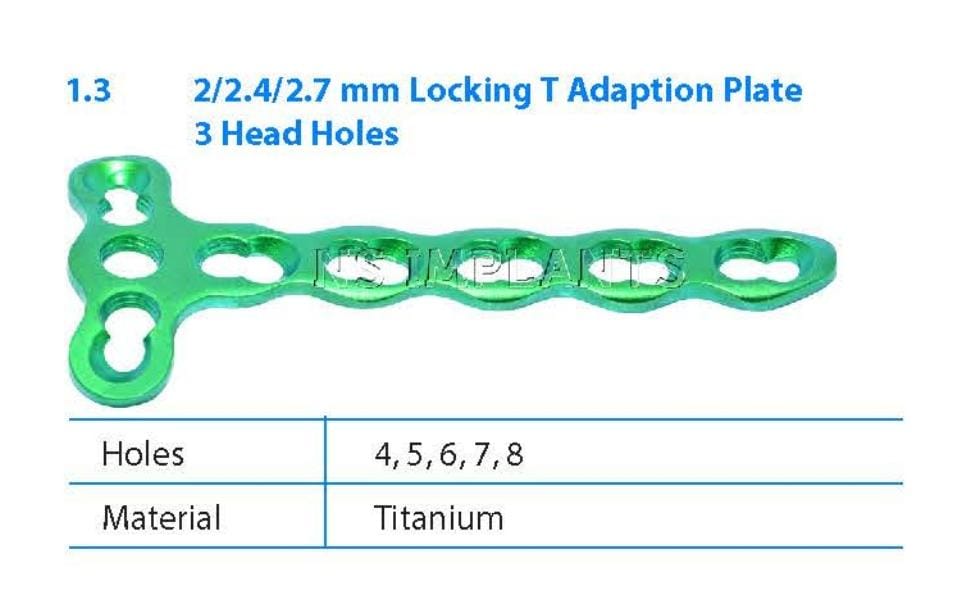 1.3 2/2.4/2.7 mm Locking T Adaption Plate
3 Head Holes
NS IMPLANTS
Holes 4, 5, 6, 7, 8
Material Titanium